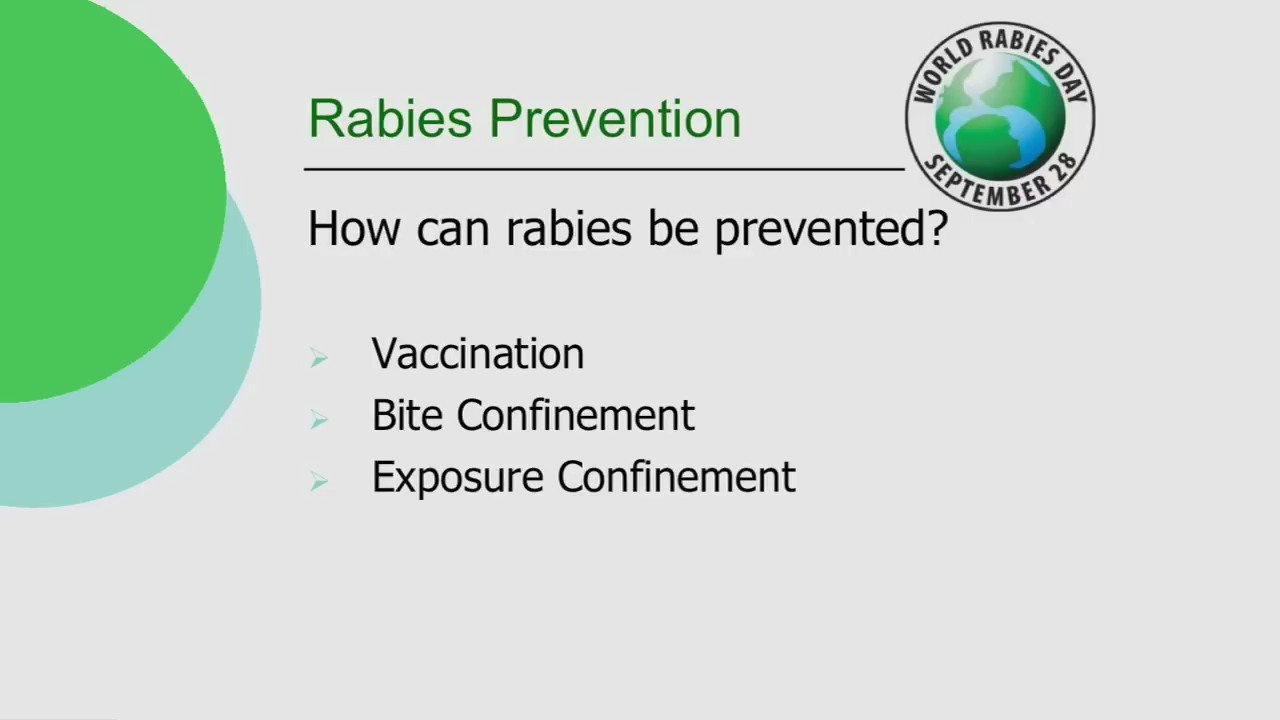 Rabies Prevention
WORLD RABIES DAY
SEPTEMBER 28
How can rabies be prevented?
Vaccination
Bite Confinement
Exposure Confinement